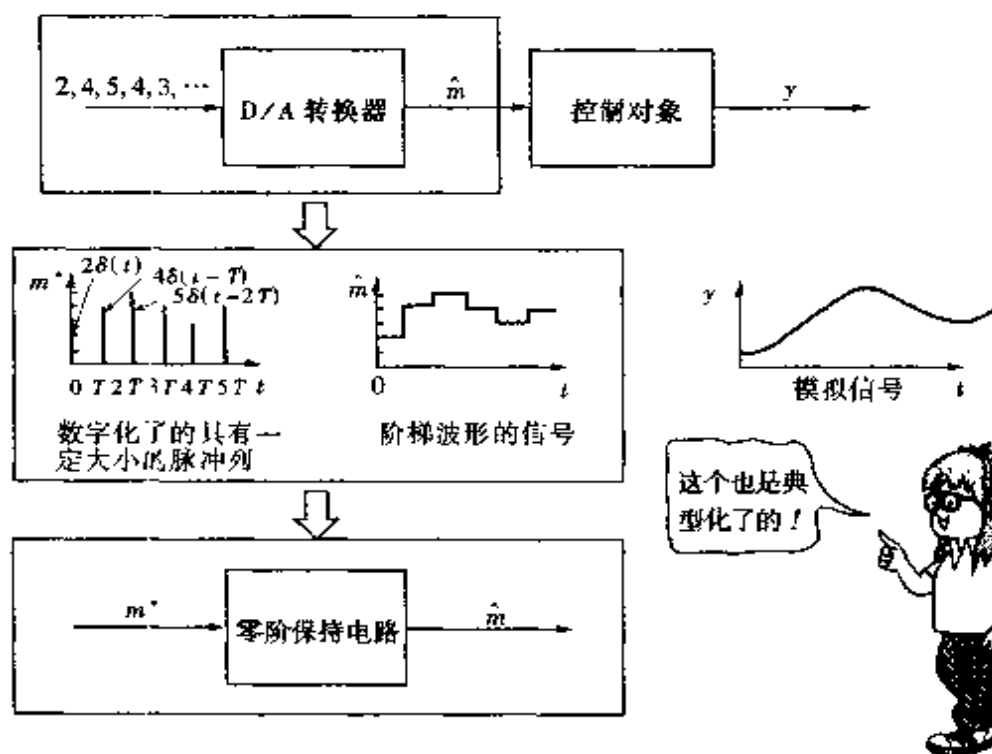 2, 4, 5, 4, 3, …
D/A 转换器
m̂
控制对象
y
m*
2δ(t)
4δ(t-T)
5δ(t-2T)
0 T 2T 3T 4T 5T t
数字化了的具有一
定大小的脉冲列
m̂
0
t
阶梯波形的信号
y
模拟信号
t
这个也是典
型化了的!
m*
零阶保持电路
m̂